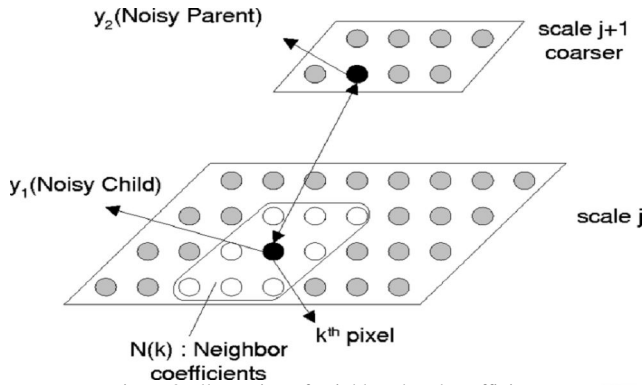 y2(Noisy Parent)
scale j+1
coarser
y1(Noisy Child)
scale j
kth pixel
N(k) : Neighbor
coefficients